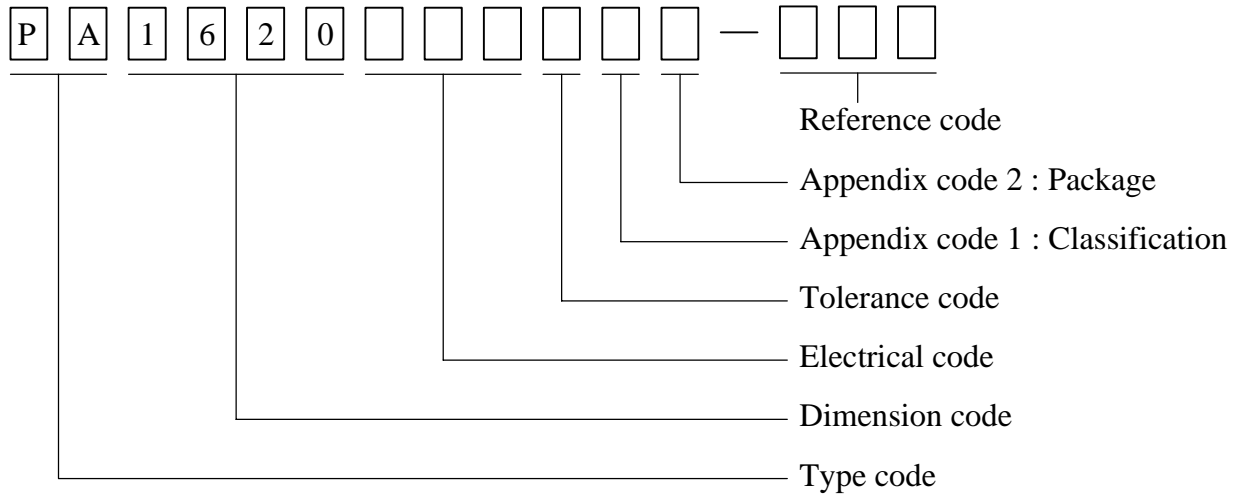 P A 1 6 2 0 —
Reference code
Appendix code 2 : Package
Appendix code 1 : Classification
Tolerance code
Electrical code
Dimension code
Type code